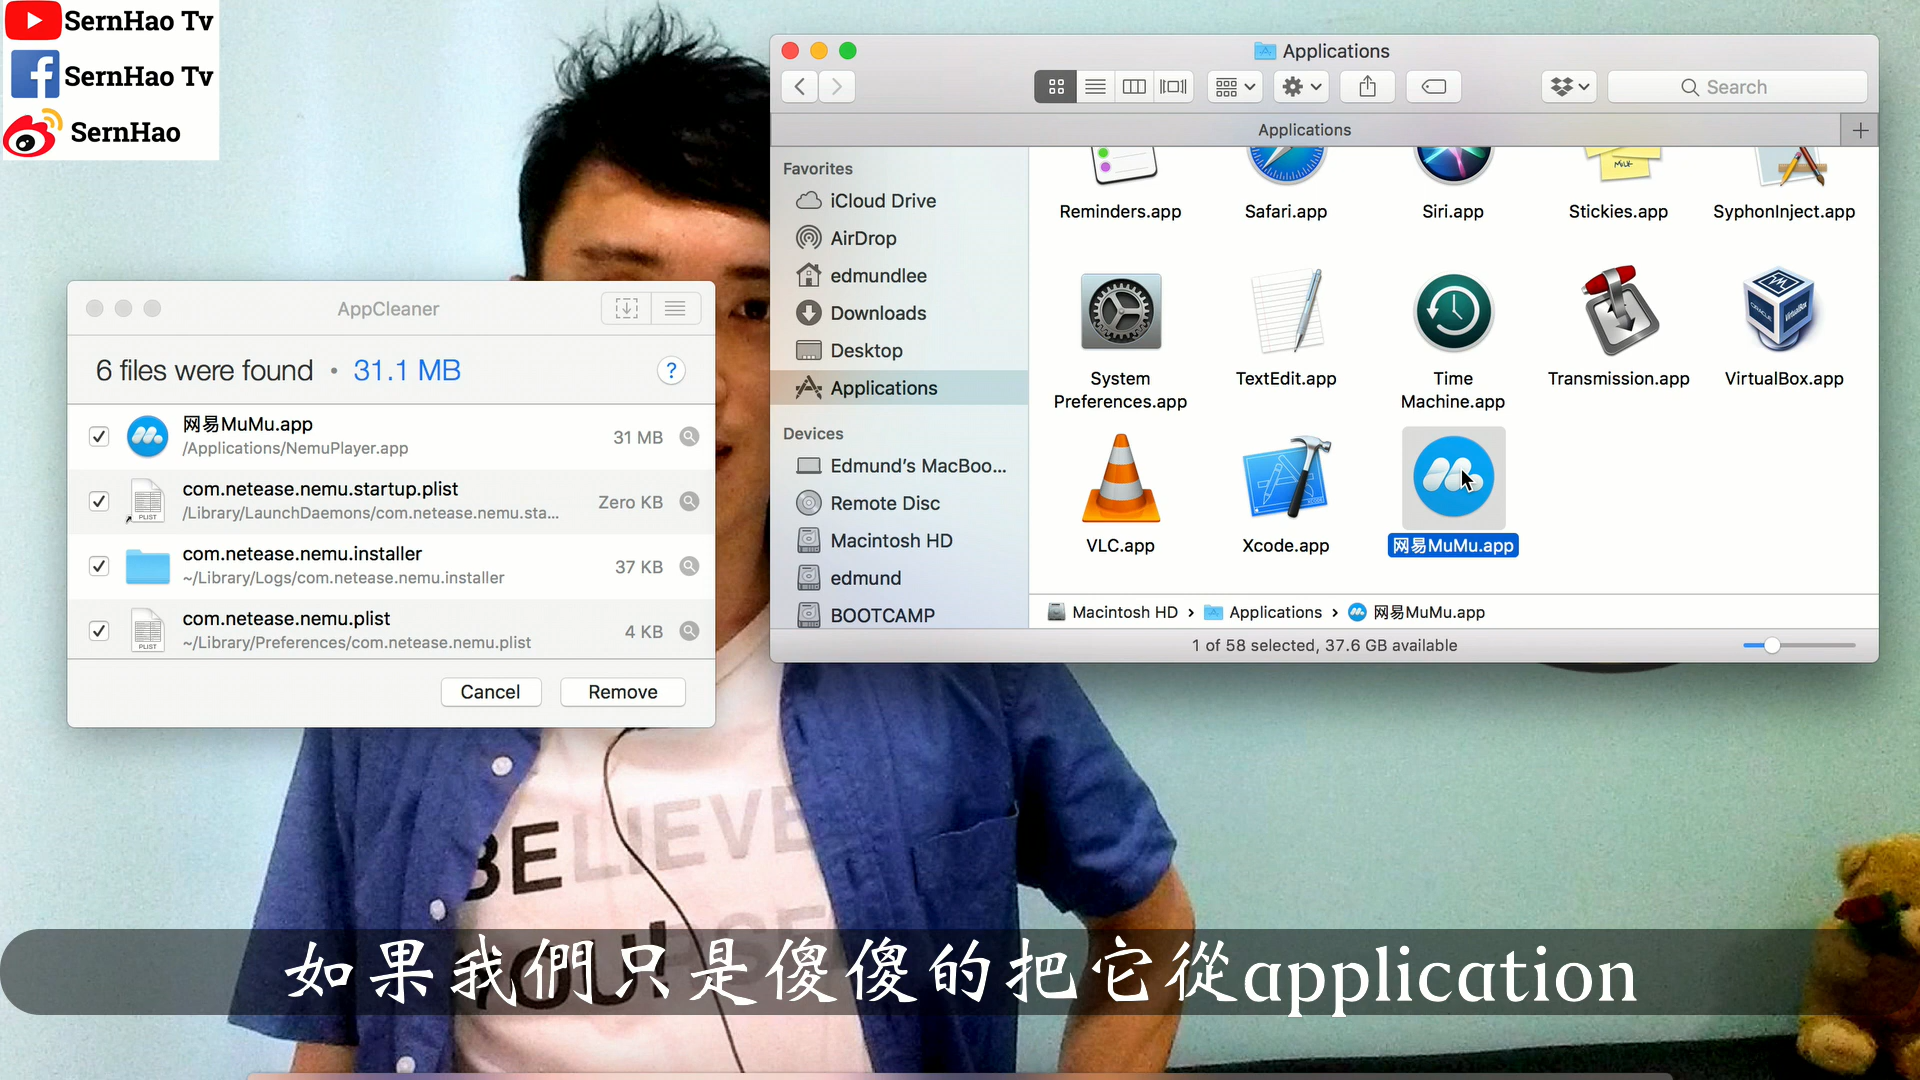 SernHao Tv
SernHao Tv
SernHao
AppCleaner
6 files were found • 31.1 MB
?
网易MuMu.app
/Applications/NemuPlayer.app
31 MB
com.netease.nemu.startup.plist
/Library/LaunchDaemons/com.netease.nemu.sta...
Zero KB
PLIST
com.netease.nemu.installer
~/Library/Logs/com.netease.nemu.installer
37 KB
com.netease.nemu.plist
~/Library/Preferences/com.netease.nemu.plist
4 KB
PLIST
Cancel
Remove
Applications
Search
Applications
Favorites
iCloud Drive
AirDrop
edmundlee
Downloads
Desktop
Applications
Devices
Edmund's MacBoo...
Remote Disc
Macintosh HD
edmund
BOOTCAMP
MILK
Reminders.app
Safari.app
Siri.app
Stickies.app
SyphonInject.app
System Preferences.app
TextEdit.app
Time Machine.app
Transmission.app
VirtualBox.app
VLC.app
Xcode.app
网易MuMu.app
Macintosh HD › Applications › 网易MuMu.app
1 of 58 selected, 37.6 GB available
BELIEVE
YOU
如果我們只是傻傻的把它從application